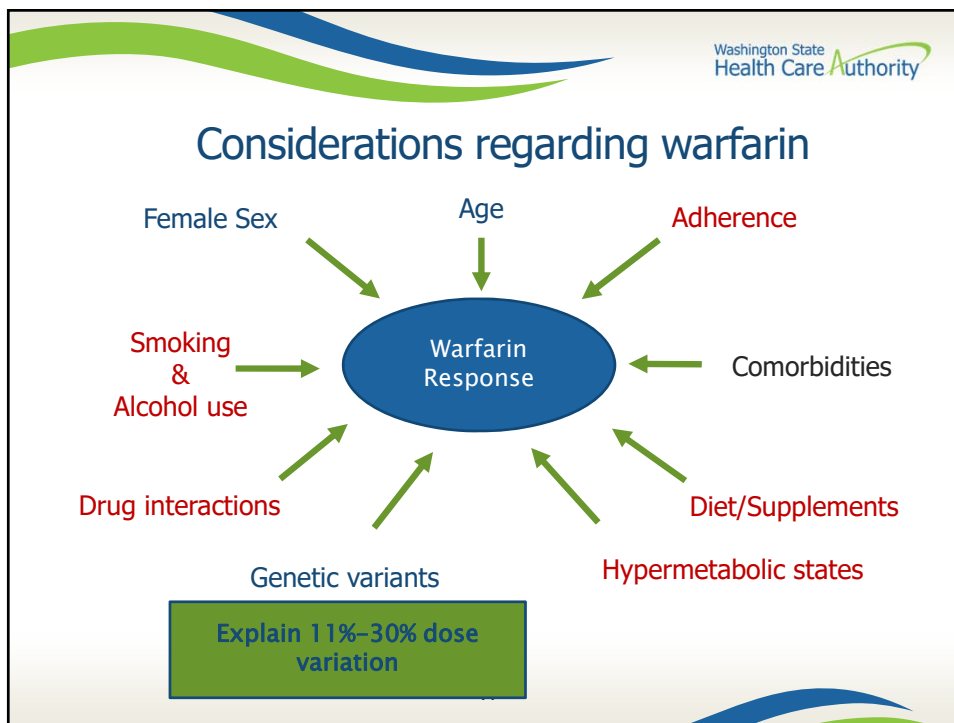 Washington State
Health Care Authority
Considerations regarding warfarin
Female Sex
Age
Adherence
Smoking
&
Alcohol use
Warfarin
Response
Comorbidities
Drug interactions
Diet/Supplements
Genetic variants
Hypermetabolic states
Explain 11%–30% dose
variation